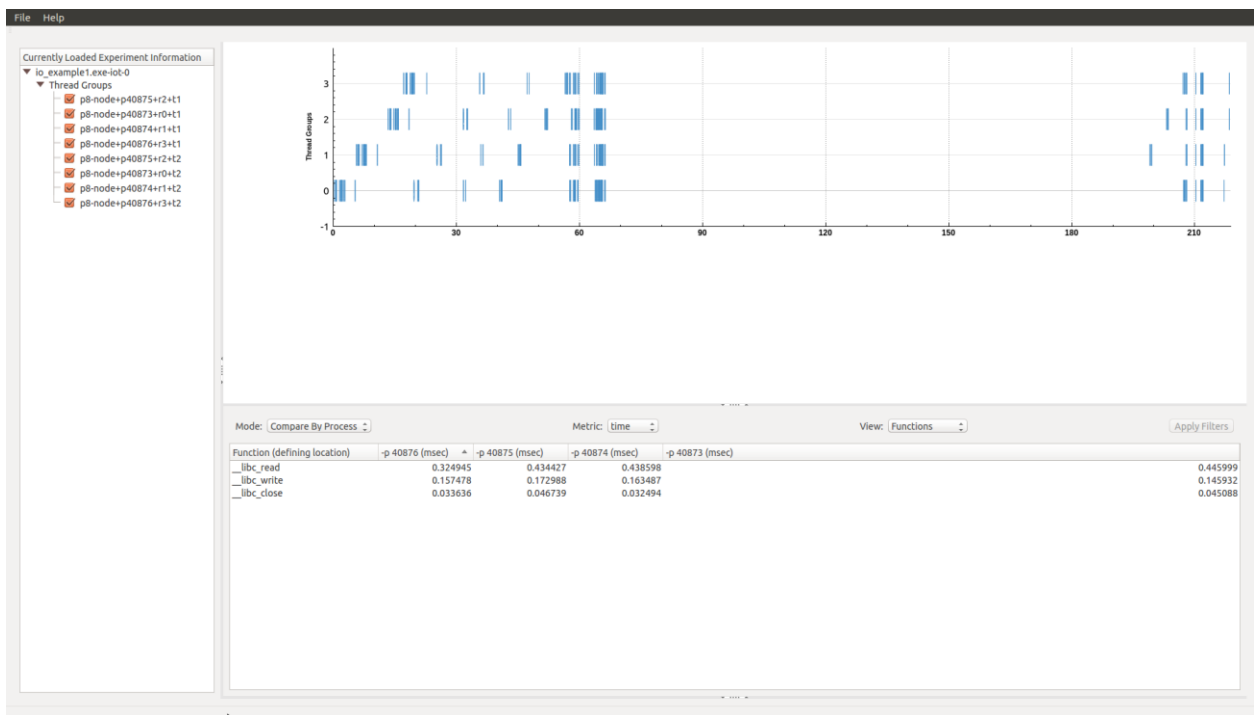 File Help
Currently Loaded Experiment Information
io_example1.exe-iot-0
Thread Groups
p8-node+p40875+r2+t1
p8-node+p40873+r0+t1
p8-node+p40874+r1+t1
p8-node+p40876+r3+t1
p8-node+p40875+r2+t2
p8-node+p40873+r0+t2
p8-node+p40874+r1+t2
p8-node+p40876+r3+t2
Thread Groups
3
2
1
0
-1
0 30 60 90 120 150 180 210
Mode: Compare By Process Metric: time View: Functions Apply Filters
Function (defining location) -p 40876 (msec) -p 40875 (msec) -p 40874 (msec) -p 40873 (msec)
__libc_read 0.324945 0.434427 0.438598 0.445999
__libc_write 0.157478 0.172988 0.163487 0.145932
__libc_close 0.033636 0.046739 0.032494 0.045088